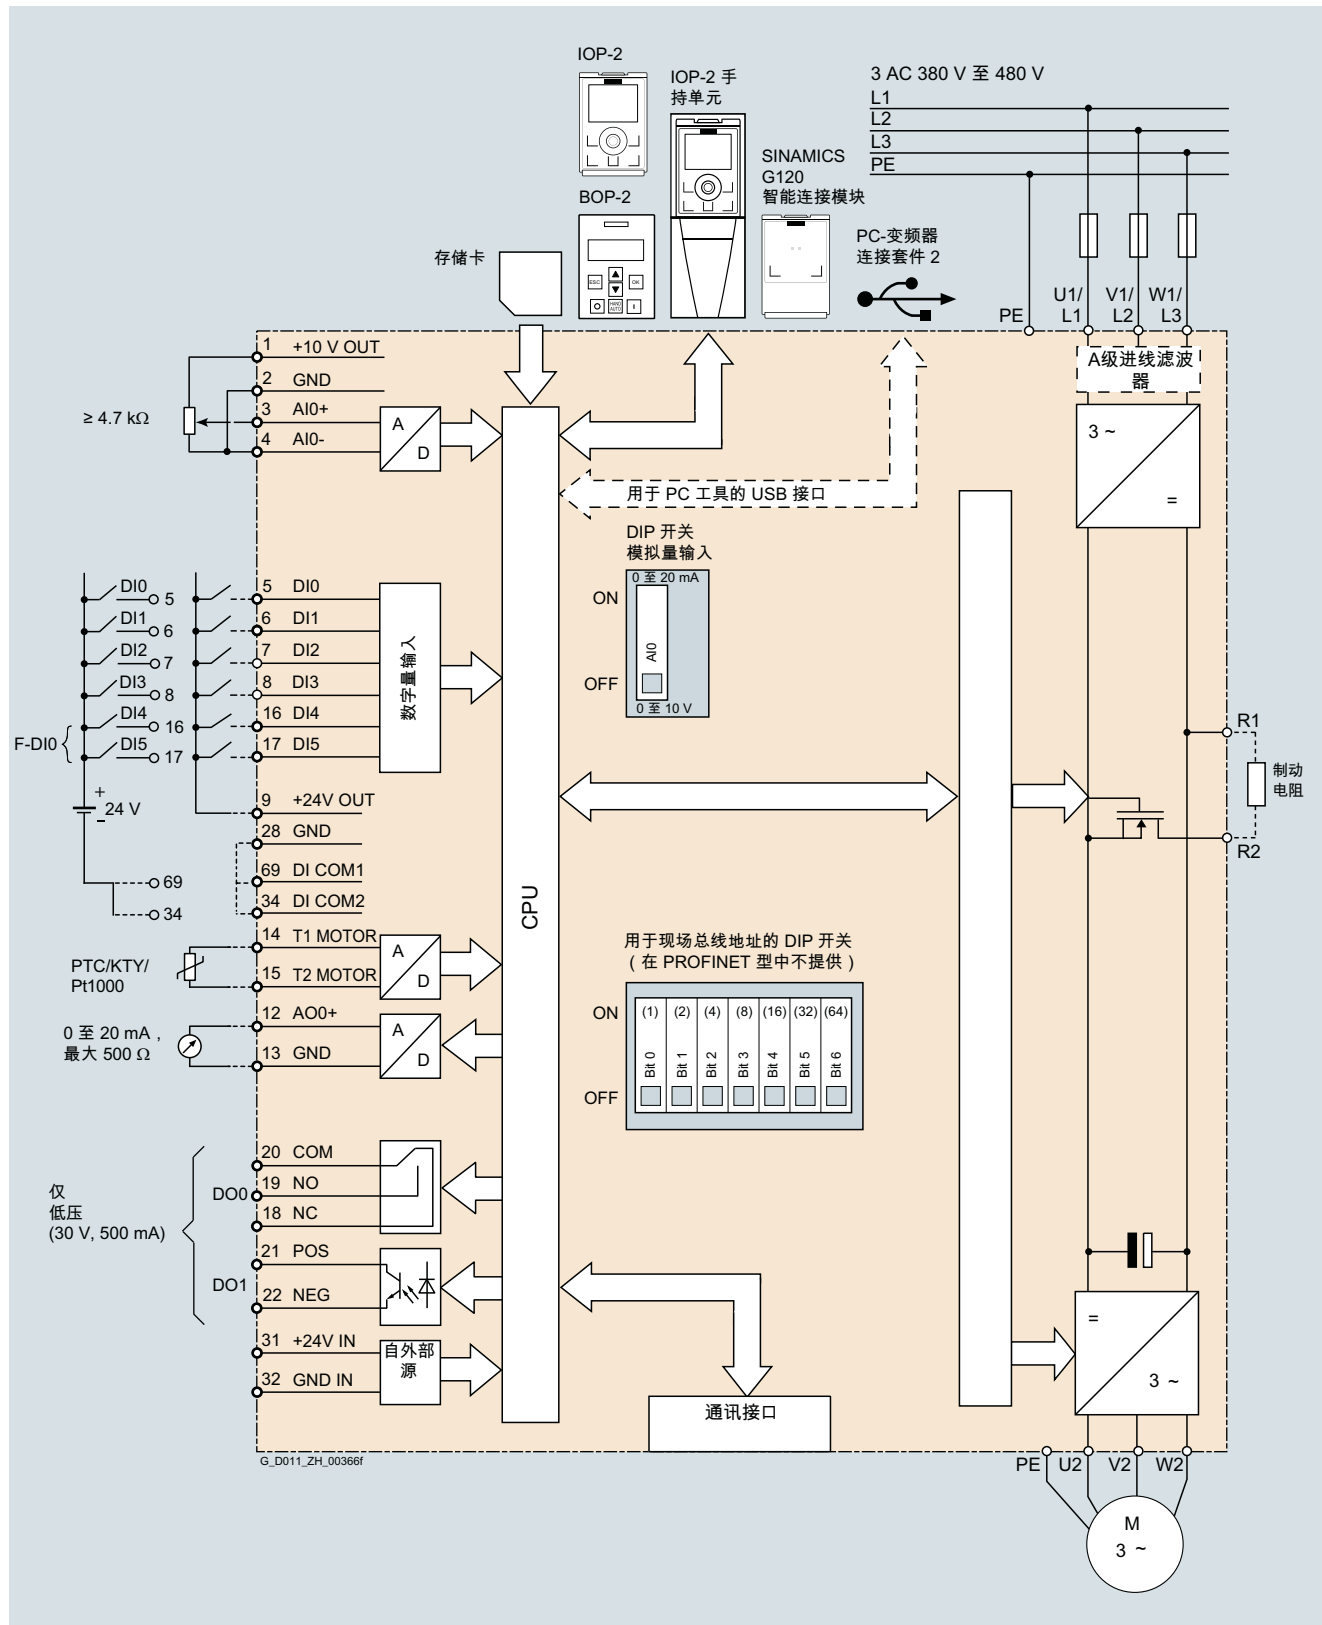 IOP-2
IOP-2 手
持单元
3 AC 380 V 至 480 V
L1
L2
L3
PE
SINAMICS
G120
智能连接模块
BOP-2
PC-变频器
连接套件 2
存储卡
ESC
OK
HAND
AUTO
I
PE
U1/
L1
V1/
L2
W1/
L3
A级进线滤波
器
1 +10 V OUT
2 GND
3 AI0+
4 AI0-
≥ 4.7 kΩ
A
D
3 ~
=
用于 PC 工具的 USB 接口
DIP 开关
模拟量输入
0 至 20 mA
ON
AI0
OFF
0 至 10 V
DI0 5
DI1 6
DI2 7
DI3 8
DI4 16
DI5 17
F-DI0
+
24 V
–
69
34
5 DI0
6 DI1
7 DI2
8 DI3
16 DI4
17 DI5
数字量输入
9 +24V OUT
28 GND
69 DI COM1
34 DI COM2
CPU
R1
制动
电阻
R2
14 T1 MOTOR
15 T2 MOTOR
PTC/KTY/
Pt1000
A
D
12 AO0+
13 GND
0 至 20 mA，
最大 500 Ω
A
D
用于现场总线地址的 DIP 开关
（在 PROFINET 型中不提供）
ON
(1) (2) (4) (8) (16) (32) (64)
Bit 0 Bit 1 Bit 2 Bit 3 Bit 4 Bit 5 Bit 6
OFF
仅
低压
(30 V, 500 mA)
DO0
20 COM
19 NO
18 NC
DO1
21 POS
22 NEG
31 +24V IN
32 GND IN
自外部
源
通讯接口
=
3 ~
G_D011_ZH_00366f
PE U2 V2 W2
M
3 ~